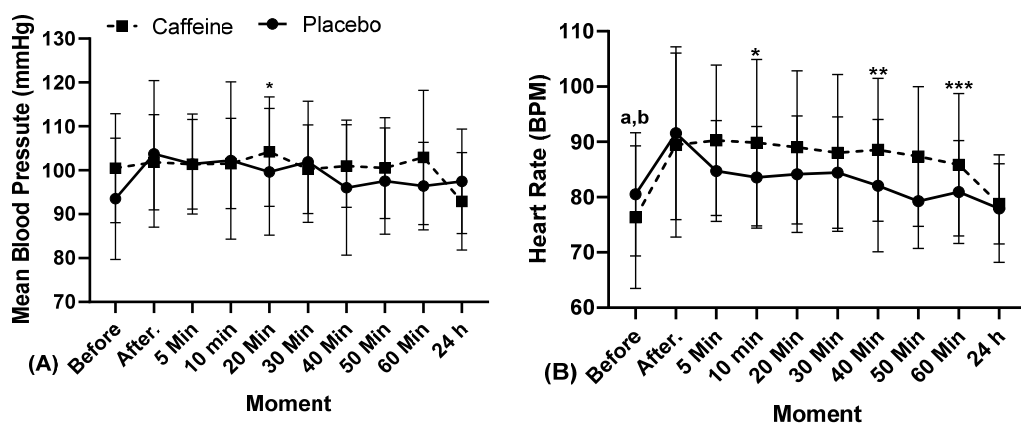 Caffeine Placebo
Mean Blood Pressute (mmHg)
130
120
110
100
90
80
70
*
Before
After.
5 Min
10 min
20 Min
30 Min
40 Min
50 Min
60 Min
24 h
(A)
Moment
Heart Rate (BPM)
110
100
90
80
70
60
a,b
*
**
***
Before
After.
5 Min
10 min
20 Min
30 Min
40 Min
50 Min
60 Min
24 h
(B)
Moment